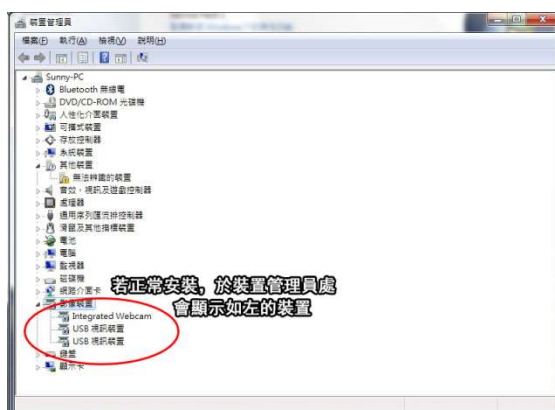 裝置管理員
檔案(F) 執行(A) 檢視(V) 說明(H)
Sunny-PC
Bluetooth 無線電
DVD/CD-ROM 光碟機
人性化介面裝置
可攜式裝置
存放控制器
系統裝置
其他裝置
無法辨識的裝置
音效，視訊及遊戲控制器
處理器
通用序列匯流排控制器
滑鼠及其他指標裝置
電池
電腦
監視器
磁碟機
網路介面卡
若正常安裝，於裝置管理員處
會顯示如左的裝置
影像裝置
Integrated Webcam
USB 視訊裝置
USB 視訊裝置
鍵盤
顯示卡